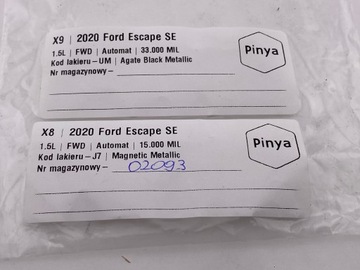 X9 | 2020 Ford Escape SE
1.5L | FWD | Automat | 33.000 MIL
Kod lakieru – UM | Agate Black Metallic
Nr magazynowy –
Pinya
X8 | 2020 Ford Escape SE
1.5L | FWD | Automat | 15.000 MIL
Kod lakieru – J7 | Magnetic Metallic
Nr magazynowy – 02093
Pinya